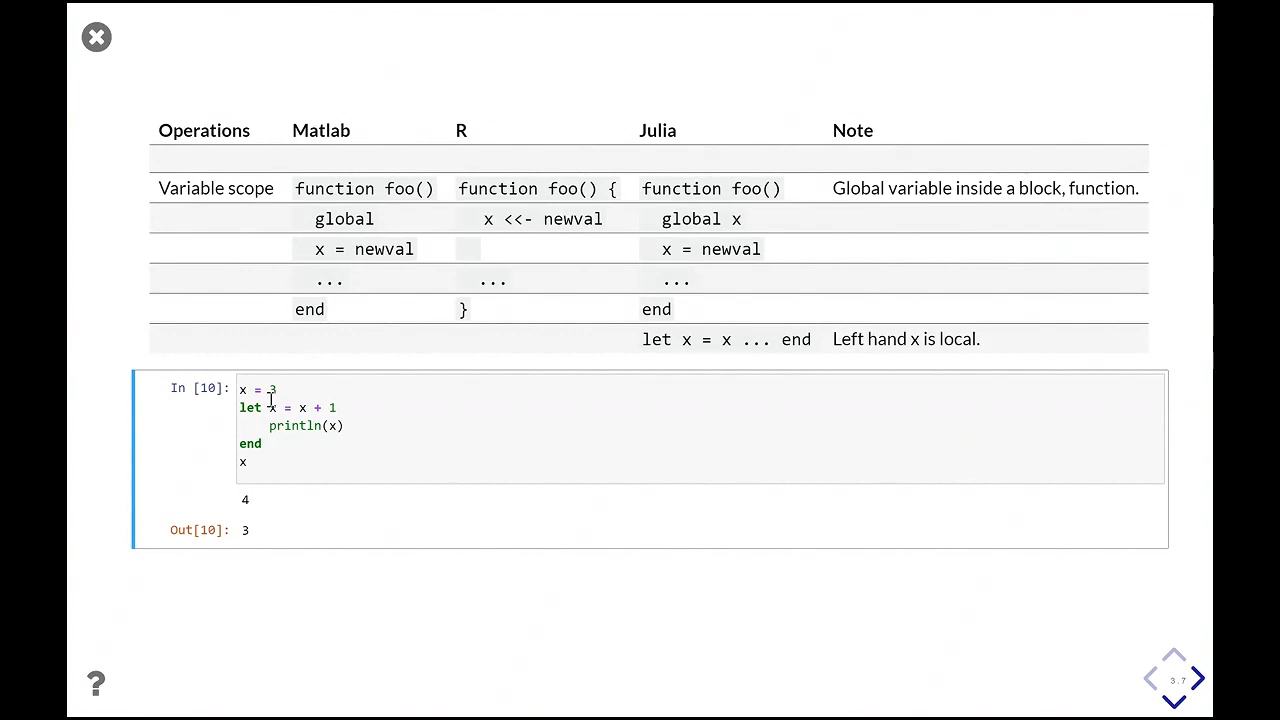 Operations Matlab R Julia Note
Variable scope function foo() function foo() { function foo() Global variable inside a block, function.
global x <<- newval global x
x = newval x = newval
... ... ...
end } end
let x = x ... end Left hand x is local.
In [10]: x = 3
let x = x + 1
println(x)
end
x
4
Out[10]: 3
?
3.7